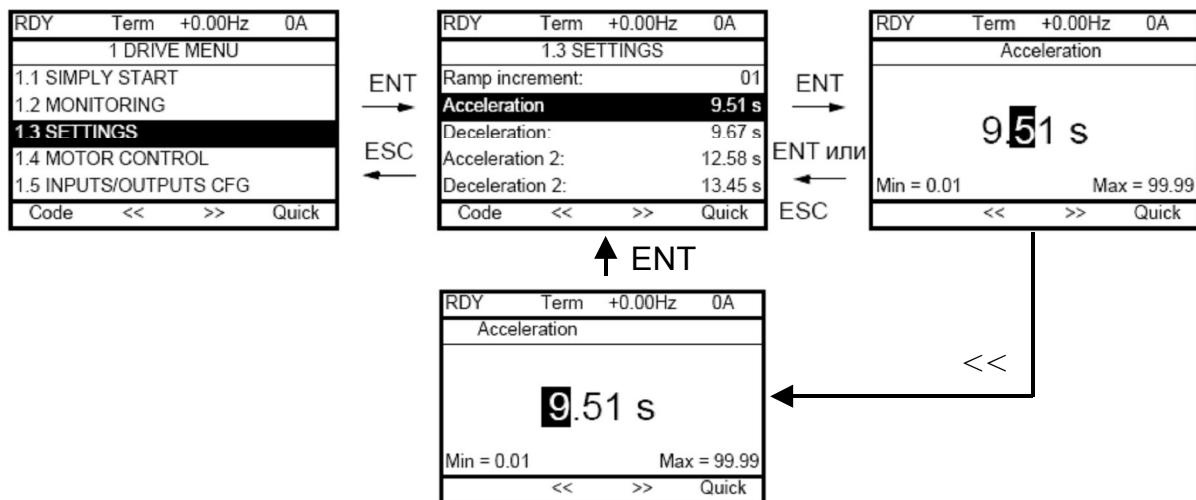 RDY Term +0.00Hz 0A
1 DRIVE MENU
1.1 SIMPLY START
1.2 MONITORING
1.3 SETTINGS
1.4 MOTOR CONTROL
1.5 INPUTS/OUTPUTS CFG
Code << >> Quick
ENT
ESC
RDY Term +0.00Hz 0A
1.3 SETTINGS
Ramp increment: 01
Acceleration 9.51 s
Deceleration: 9.67 s
Acceleration 2: 12.58 s
Deceleration 2: 13.45 s
Code << >> Quick
ENT
ENT или
ESC
RDY Term +0.00Hz 0A
Acceleration
9.51 s
Min = 0.01 Max = 99.99
<< >> Quick
ENT
<<
RDY Term +0.00Hz 0A
Acceleration
9.51 s
Min = 0.01 Max = 99.99
<< >> Quick